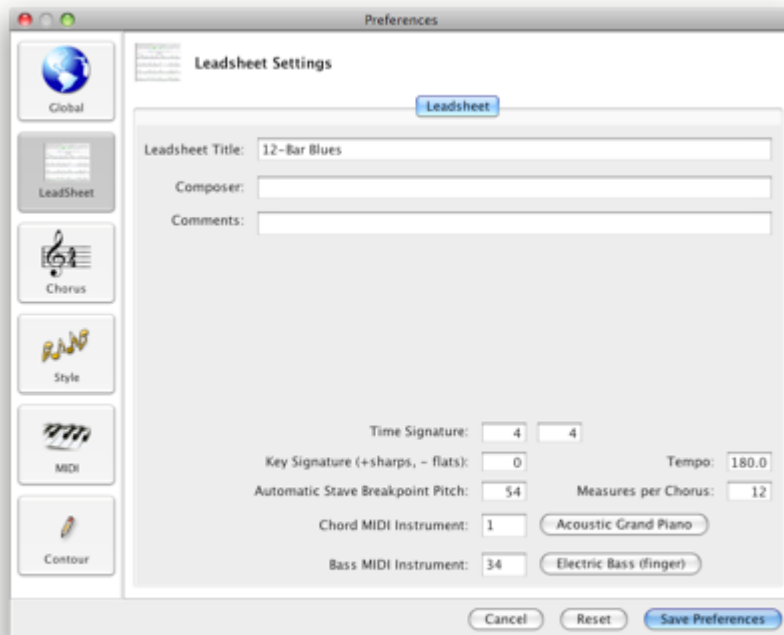 Preferences
Global
LeadSheet
Chorus
Style
MIDI
Contour
Leadsheet Settings
Leadsheet
Leadsheet Title: 12-Bar Blues
Composer:
Comments:
Time Signature: 4 4
Key Signature (+sharps, - flats): 0 Tempo: 180.0
Automatic Stave Breakpoint Pitch: 54 Measures per Chorus: 12
Chord MIDI Instrument: 1 Acoustic Grand Piano
Bass MIDI Instrument: 34 Electric Bass (finger)
Cancel Reset Save Preferences